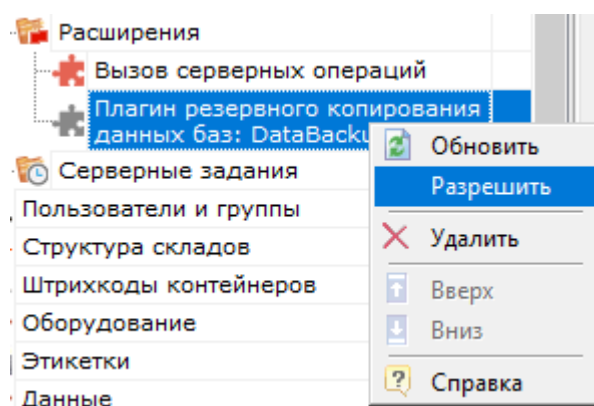 Расширения
Вызов серверных операций
Плагин резервного копирования
данных баз: DataBacku
Обновить
Серверные задания
Разрешить
Пользователи и группы
Структура складов
Удалить
Штрихкоды контейнеров
Вверх
Оборудование
Вниз
Этикетки
Справка
Данные